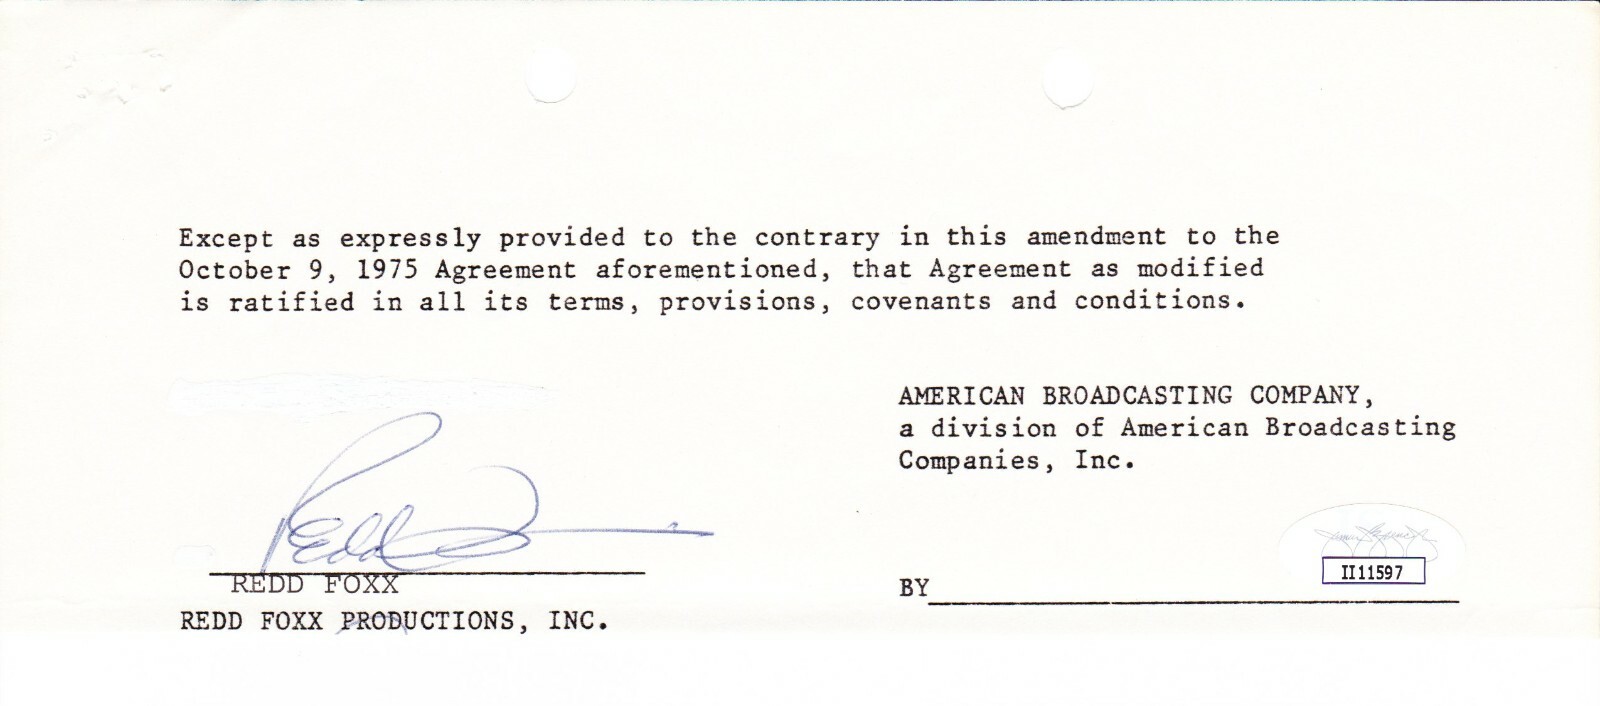 Except as expressly provided to the contrary in this amendment to the
October 9, 1975 Agreement aforementioned, that Agreement as modified
is ratified in all its terms, provisions, covenants and conditions.
AMERICAN BROADCASTING COMPANY,
a division of American Broadcasting
Companies, Inc.
Redd
REDD FOXX
REDD FOXX PRODUCTIONS, INC.
BY
II11597